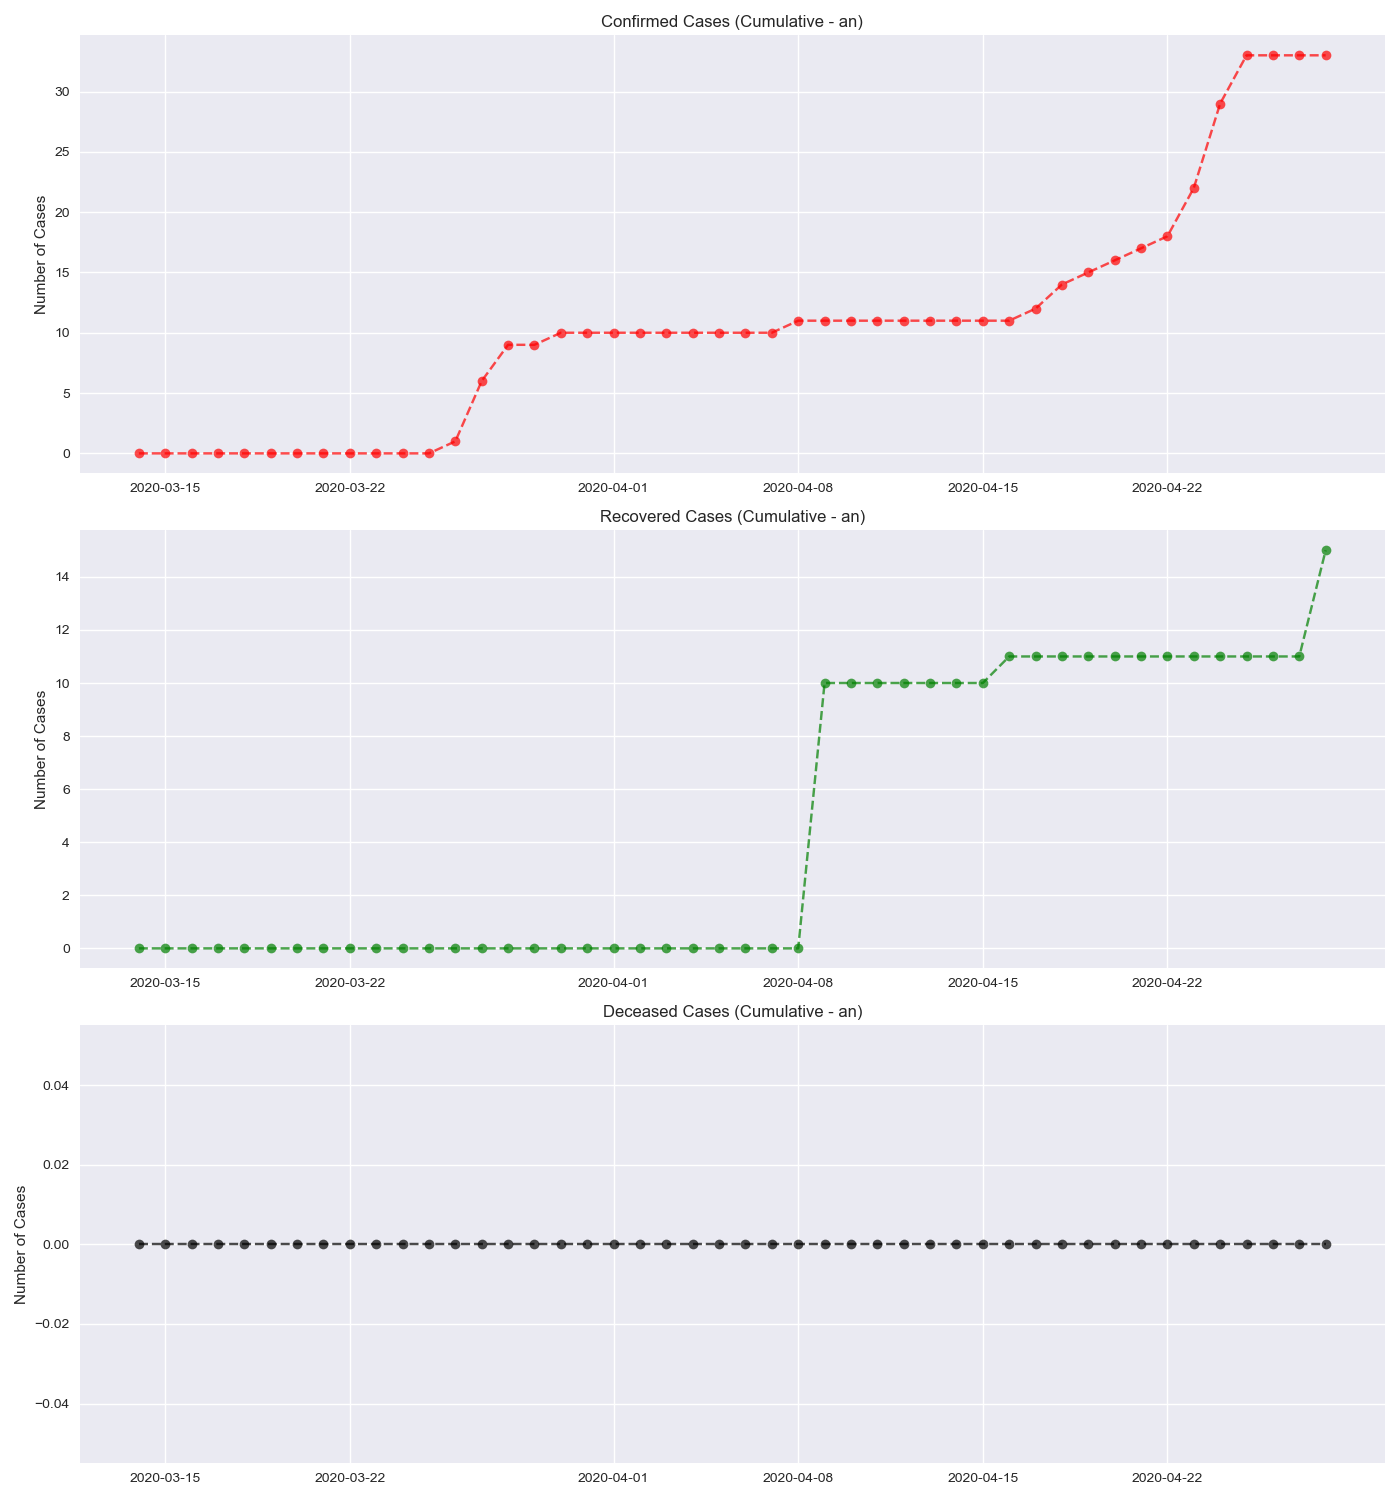 Confirmed Cases (Cumulative - an)
Number of Cases
30
25
20
15
10
5
0
2020-03-15 2020-03-22 2020-04-01 2020-04-08 2020-04-15 2020-04-22
Recovered Cases (Cumulative - an)
Number of Cases
14
12
10
8
6
4
2
0
2020-03-15 2020-03-22 2020-04-01 2020-04-08 2020-04-15 2020-04-22
Deceased Cases (Cumulative - an)
Number of Cases
0.04
0.02
0.00
−0.02
−0.04
2020-03-15 2020-03-22 2020-04-01 2020-04-08 2020-04-15 2020-04-22